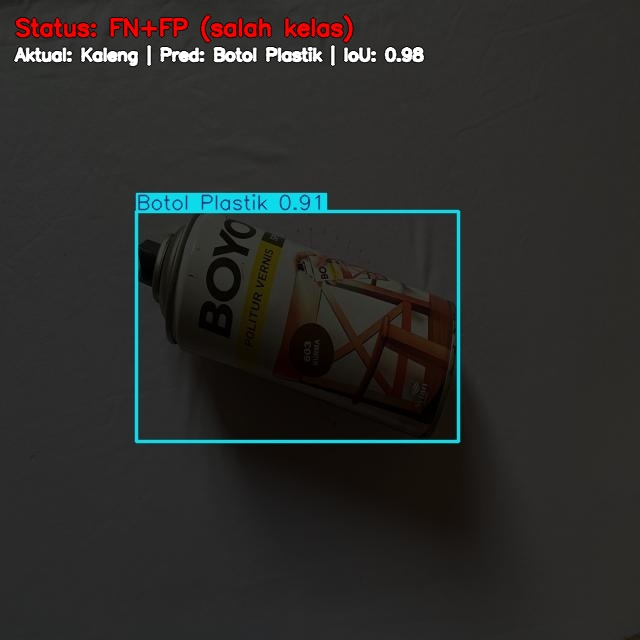 Status: FN+FP (salah kelas)
Aktual: Kaleng | Pred: Botol Plastik | IoU: 0.98
Botol Plastik 0.91
BOYO
POLITUR VERNIS
603